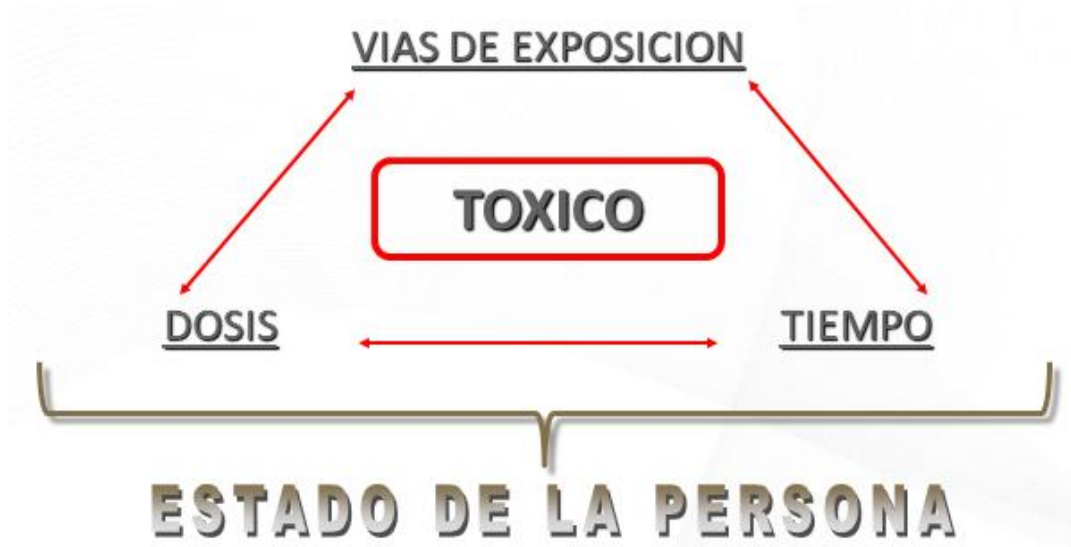 VIAS DE EXPOSICION
TOXICO
DOSIS
TIEMPO
ESTADO DE LA PERSONA